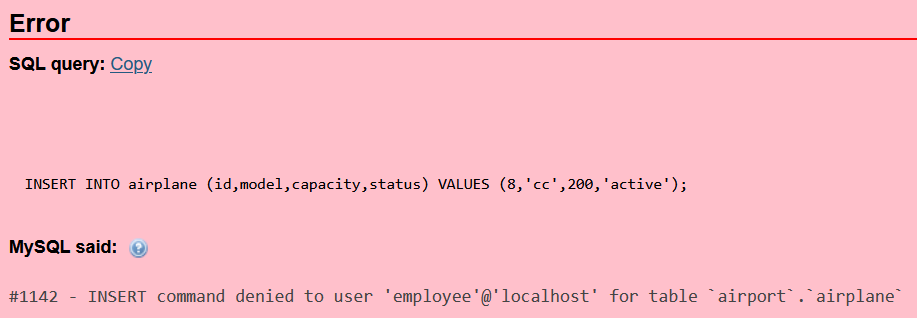 Error
SQL query: Copy
INSERT INTO airplane (id,model,capacity,status) VALUES (8,'cc',200,'active');
MySQL said:
#1142 - INSERT command denied to user 'employee'@'localhost' for table `airport`.`airplane`